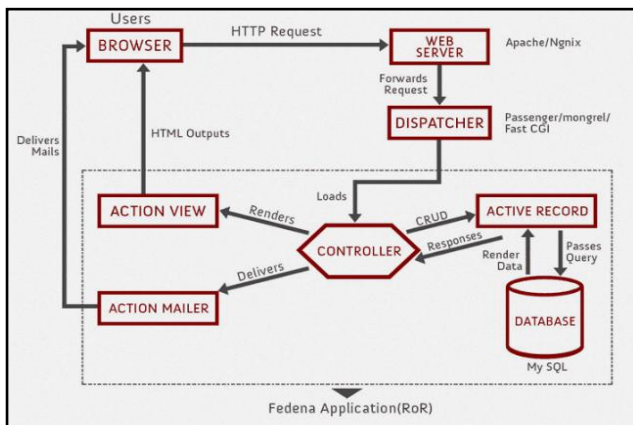 Users
BROWSER
HTTP Request
WEB
SERVER
Apache/Ngnix
Forwards
Request
DISPATCHER
Passenger/mongrel/
Fast CGI
Delivers
Mails
HTML Outputs
Loads
ACTION VIEW
Renders
CONTROLLER
CRUD
Responses
ACTIVE RECORD
Render
Data
Passes
Query
Delivers
ACTION MAILER
DATABASE
My SQL
Fedena Application(RoR)